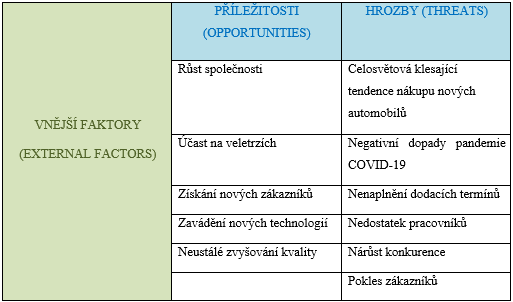 PŘÍLEŽITOSTI
(OPPORTUNITIES)
HROZBY (THREATS)
VNĚJŠÍ FAKTORY
(EXTERNAL FACTORS)
Růst společnosti
Celosvětová klesající
tendence nákupu nových
automobilů
Účast na veletrzích
Negativní dopady pandemie
COVID-19
Získání nových zákazníků
Nenaplnění dodacích termínů
Zavádění nových technologií
Nedostatek pracovníků
Neustálé zvyšování kvality
Nárůst konkurence
Pokles zákazníků